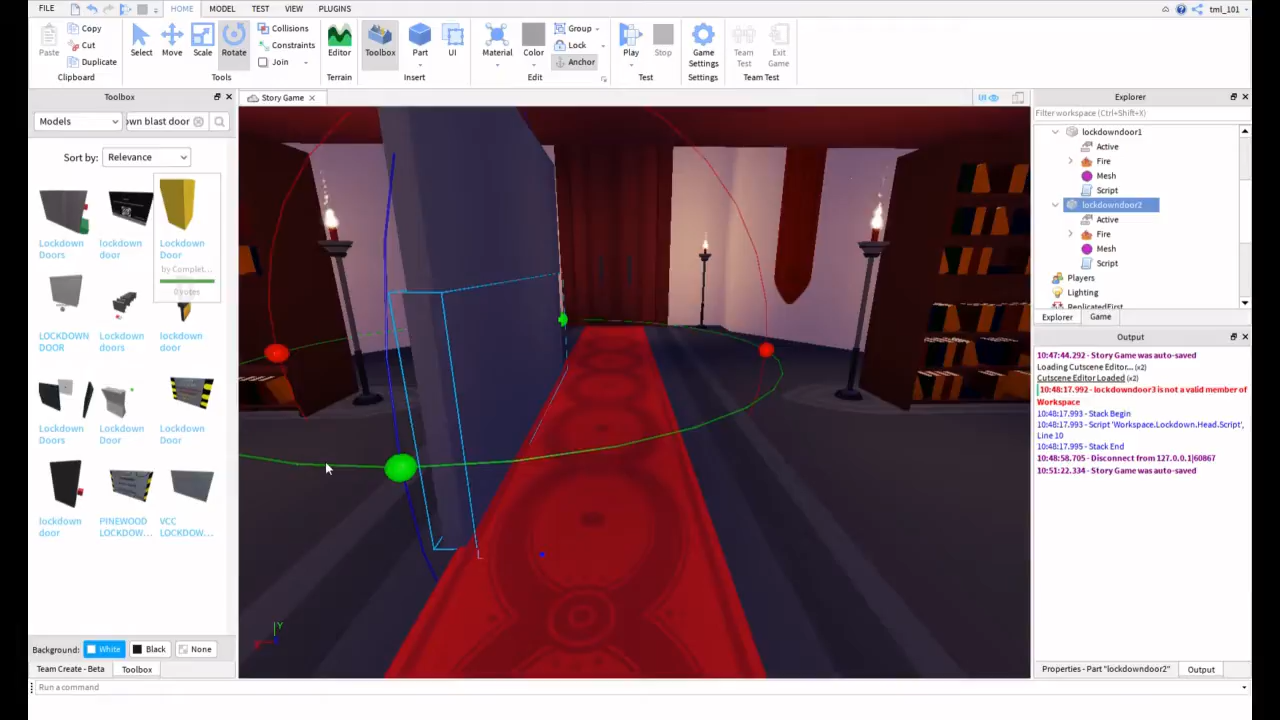 FILE HOME MODEL TEST VIEW PLUGINS tml_101
Paste Copy Cut Duplicate Clipboard
Select Move Scale Rotate Collisions Constraints Join Tools
Editor Terrain
Toolbox Part UI Insert
Material Color Group Lock Anchor Edit
Play Stop Test
Game Settings Settings
Team Test Exit Game Team Test
Toolbox
Models own blast door
Sort by: Relevance
Lockdown Doors
lockdown door
Lockdown Door
by Complet...
0 votes
LOCKDOWN DOOR
Lockdown doors
lockdown door
Lockdown Doors
Lockdown Door
Lockdown Door
lockdown door
PINEWOOD LOCKDOW...
VCC LOCKDOW...
Background: White Black None
Team Create - Beta Toolbox
Run a command
Story Game UI
Y
Explorer
Filter workspace (Ctrl+Shift+X)
lockdowndoor1
Active
Fire
Mesh
Script
lockdowndoor2
Active
Fire
Mesh
Script
Players
Lighting
ReplicatedFirst
Explorer Game
Output
10:47:44.292 - Story Game was auto-saved
Loading Cutscene Editor... (x2)
Cutscene Editor Loaded (x2)
10:48:17.992 - lockdowndoor3 is not a valid member of
Workspace
10:48:17.993 - Stack Begin
10:48:17.993 - Script 'Workspace.Lockdown.Head.Script',
Line 10
10:48:17.995 - Stack End
10:48:58.705 - Disconnect from 127.0.0.1|60867
10:51:22.334 - Story Game was auto-saved
Properties - Part "lockdowndoor2" Output